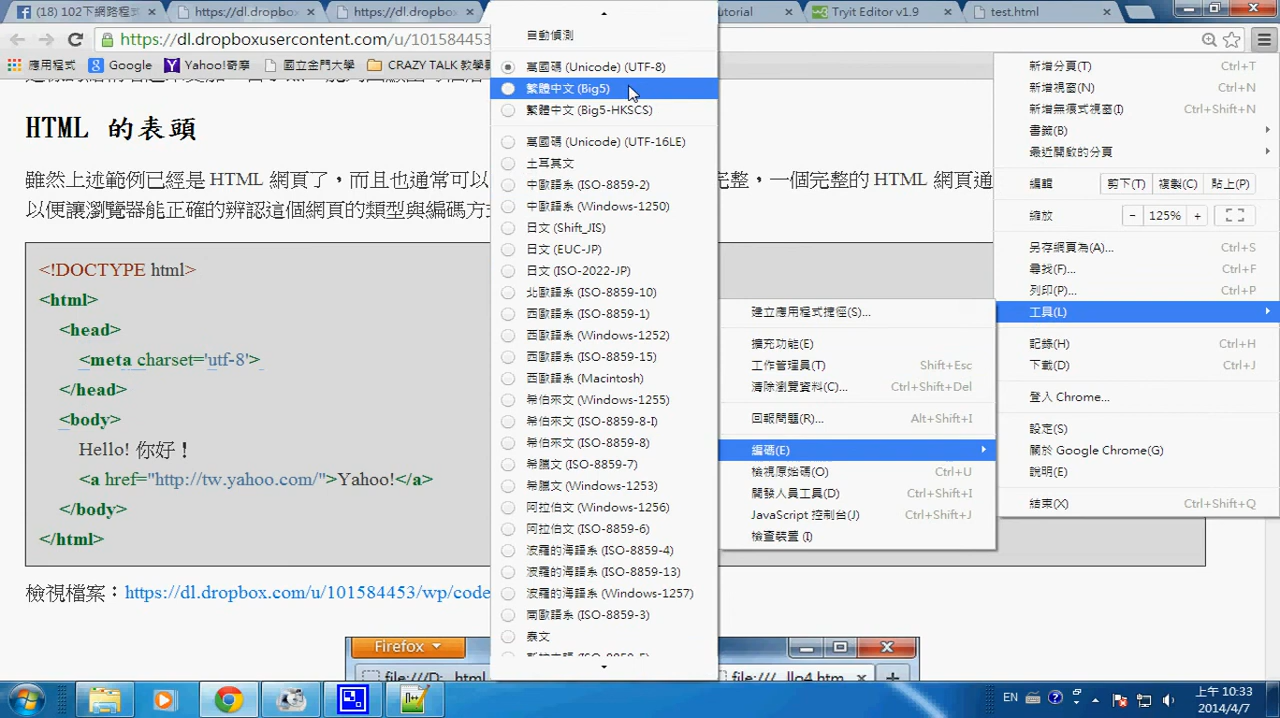 (18) 102下網路程式
https://dl.dropbo
https://dl.dropbo
utorial
Tryit Editor v1.9
test.html
https://dl.dropboxusercontent.com/u/101584453
應用程式
Google
Yahoo!奇摩
國立金門大學
CRAZY TALK 教學
HTML 的表頭
雖然上述範例已經是 HTML 網頁了，而且也通常可以
完整，一個完整的 HTML 網頁通
以便讓瀏覽器能正確的辨認這個網頁的類型與編碼方
<!DOCTYPE html>
<html>
<head>
<meta charset='utf-8'>
</head>
<body>
Hello! 你好！
<a href="http://tw.yahoo.com/">Yahoo!</a>
</body>
</html>
檢視檔案：https://dl.dropbox.com/u/101584453/wp/code
Firefox
file:///D:..html
file:///...llo4.htm
自動偵測
萬國碼 (Unicode) (UTF-8)
繁體中文 (Big5)
繁體中文 (Big5-HKSCS)
萬國碼 (Unicode) (UTF-16LE)
土耳其文
中歐語系 (ISO-8859-2)
中歐語系 (Windows-1250)
日文 (Shift_JIS)
日文 (EUC-JP)
日文 (ISO-2022-JP)
北歐語系 (ISO-8859-10)
西歐語系 (ISO-8859-1)
西歐語系 (Windows-1252)
西歐語系 (ISO-8859-15)
西歐語系 (Macintosh)
希伯來文 (Windows-1255)
希伯來文 (ISO-8859-8-I)
希伯來文 (ISO-8859-8)
希臘文 (ISO-8859-7)
希臘文 (Windows-1253)
阿拉伯文 (Windows-1256)
阿拉伯文 (ISO-8859-6)
波羅的海語系 (ISO-8859-4)
波羅的海語系 (ISO-8859-13)
波羅的海語系 (Windows-1257)
南歐語系 (ISO-8859-3)
泰文
建立應用程式捷徑(S)...
擴充功能(E)
工作管理員(T) Shift+Esc
清除瀏覽資料(C)... Ctrl+Shift+Del
回報問題(R)... Alt+Shift+I
編碼(E)
檢視原始碼(O) Ctrl+U
開發人員工具(D) Ctrl+Shift+I
JavaScript 控制台(J) Ctrl+Shift+J
檢查裝置 (I)
新增分頁(T) Ctrl+T
新增視窗(N) Ctrl+N
新增無痕式視窗(I) Ctrl+Shift+N
書籤(B)
最近開啟的分頁
編輯 剪下(T) 複製(C) 貼上(P)
縮放 − 125% +
另存網頁為(A)... Ctrl+S
尋找(F)... Ctrl+F
列印(P)... Ctrl+P
工具(L)
記錄(H) Ctrl+H
下載(D) Ctrl+J
登入 Chrome...
設定(S)
關於 Google Chrome(G)
說明(E)
結束(X) Ctrl+Shift+Q
EN
上午 10:33
2014/4/7